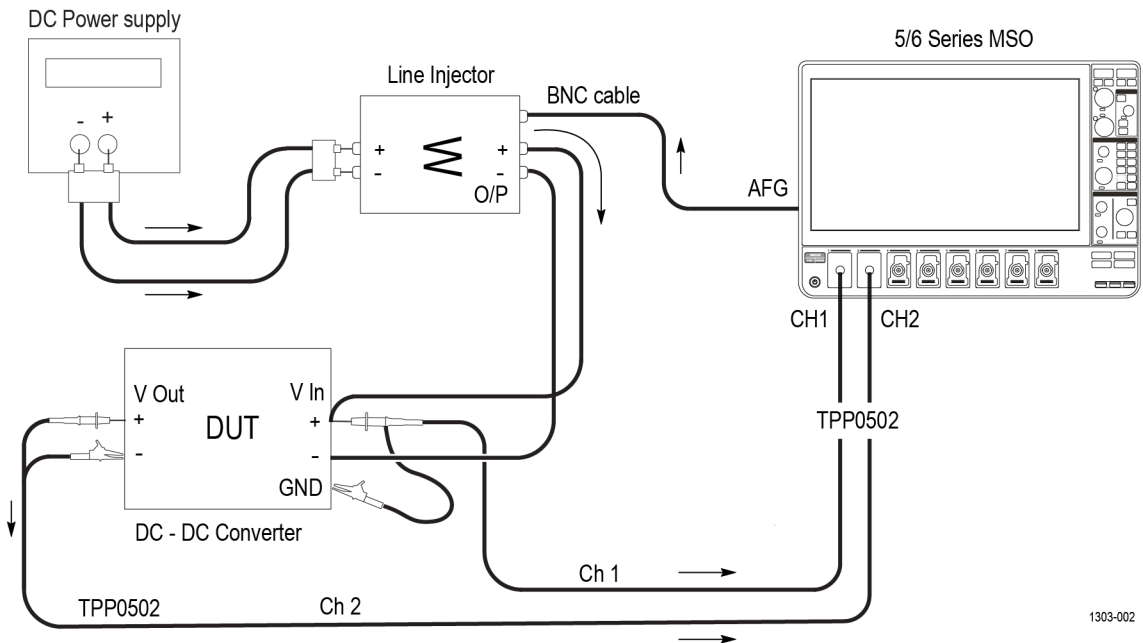 DC Power supply
- +
Line Injector
+ +
- -
O/P
BNC cable
AFG
5/6 Series MSO
CH1
CH2
V Out
V In
+
-
DUT
+
-
GND
DC - DC Converter
TPP0502
Ch 1
TPP0502
Ch 2
1303-002